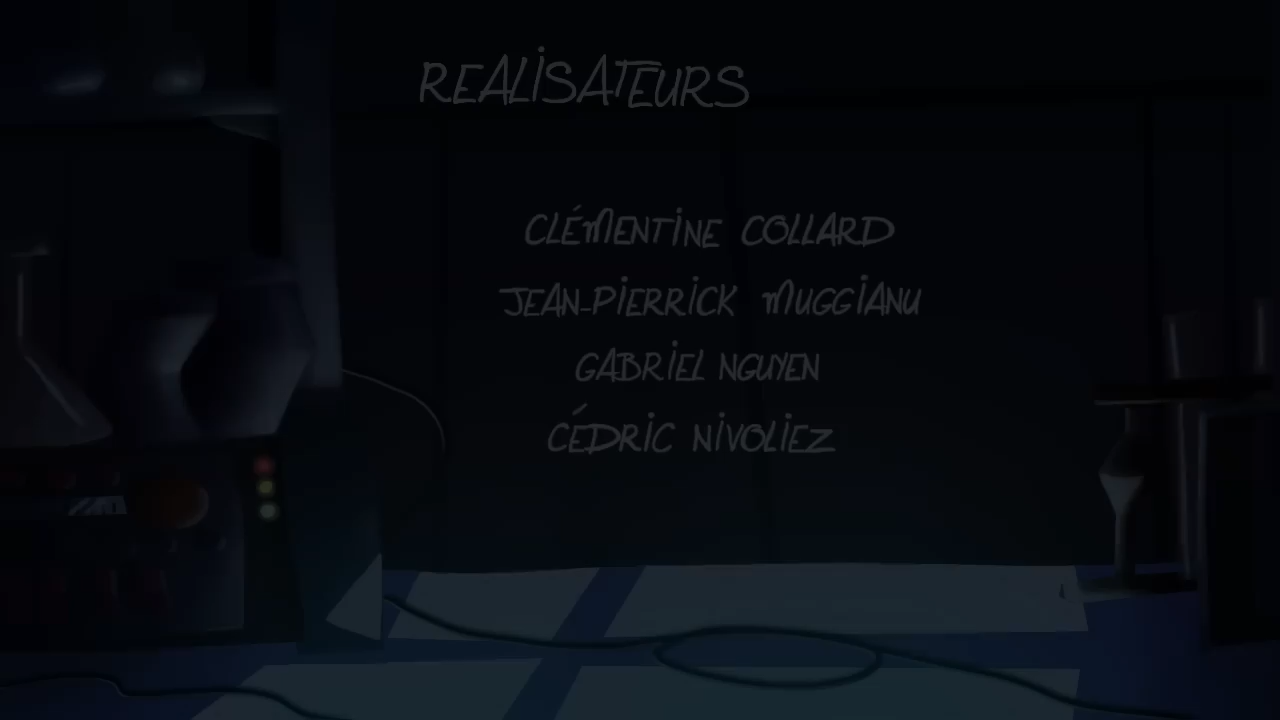 REALISATEURS
CLÉMENTINE COLLARD
JEAN-PIERRICK MUGGIANU
GABRIEL NGUYEN
CÉDRIC NIVOLIEZ